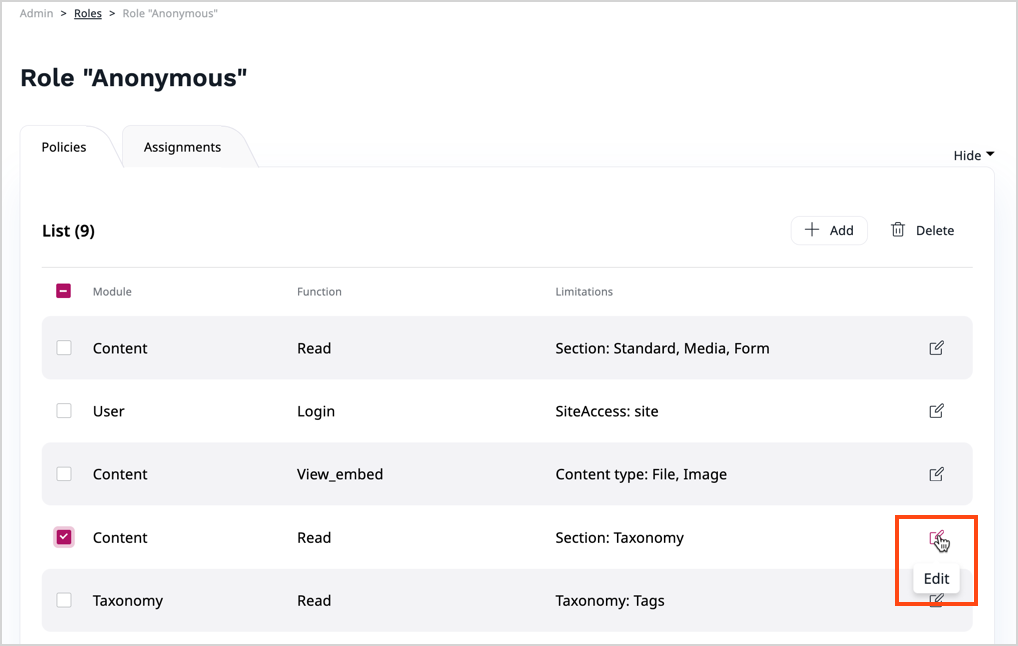 Admin > Roles > Role "Anonymous"
Role "Anonymous"
Policies Assignments
Hide
List (9) Add Delete
Module Function Limitations
Content Read Section: Standard, Media, Form
User Login SiteAccess: site
Content View_embed Content type: File, Image
Content Read Section: Taxonomy
Edit
Taxonomy Read Taxonomy: Tags